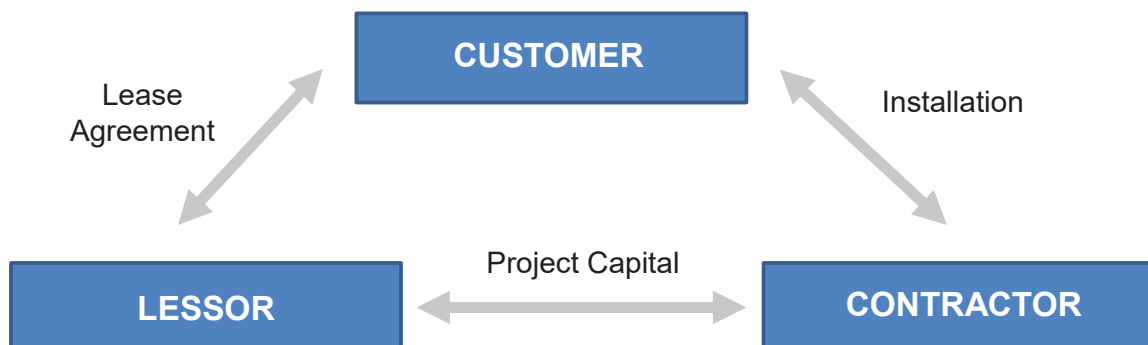 CUSTOMER
Lease
Agreement
Installation
Project Capital
LESSOR
CONTRACTOR